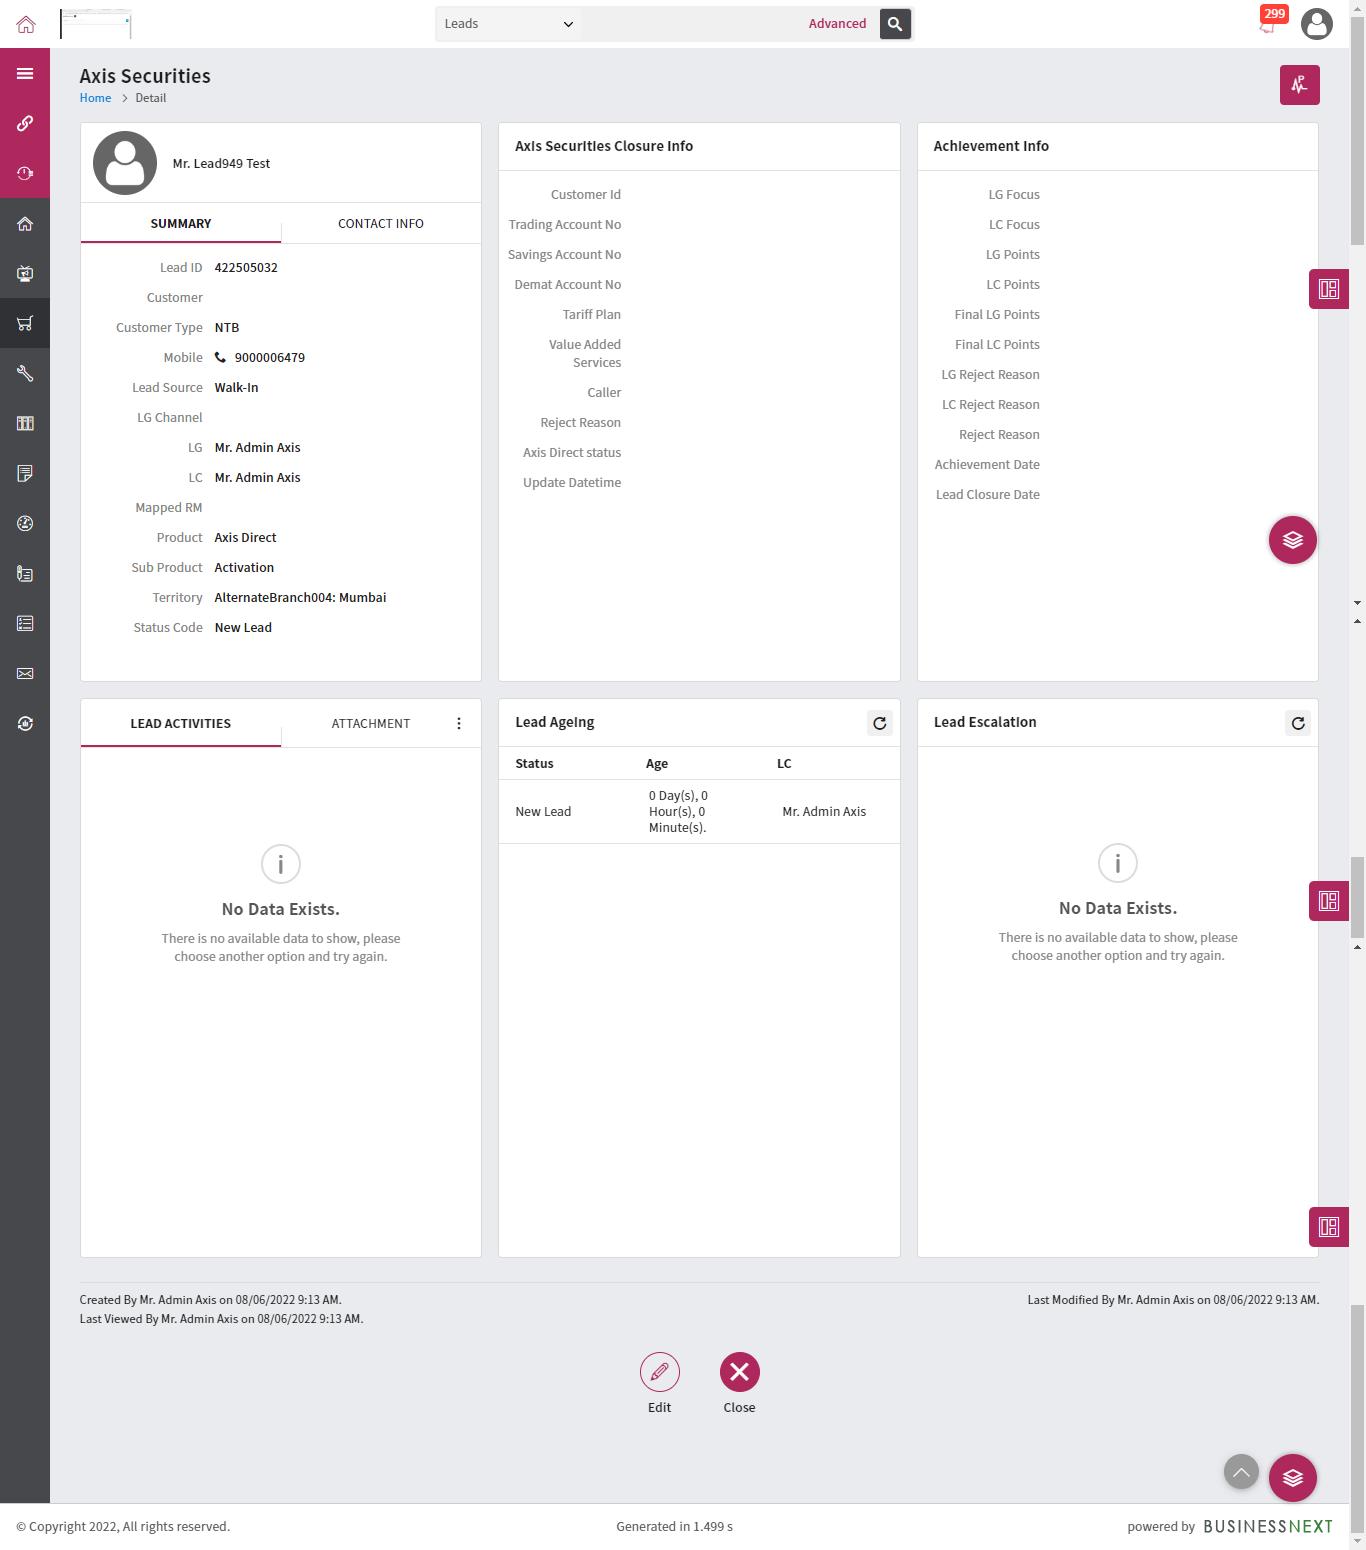 Leads
Advanced
299
Axis Securities
Home
Detail
Mr. Lead949 Test
SUMMARY
CONTACT INFO
Lead ID 422505032
Customer
Customer Type NTB
Mobile 9000006479
Lead Source Walk-In
LG Channel
LG Mr. Admin Axis
LC Mr. Admin Axis
Mapped RM
Product Axis Direct
Sub Product Activation
Territory AlternateBranch004: Mumbai
Status Code New Lead
Axis Securities Closure Info
Customer Id
Trading Account No
Savings Account No
Demat Account No
Tariff Plan
Value Added
Services
Caller
Reject Reason
Axis Direct status
Update Datetime
Achievement Info
LG Focus
LC Focus
LG Points
LC Points
Final LG Points
Final LC Points
LG Reject Reason
LC Reject Reason
Reject Reason
Achievement Date
Lead Closure Date
LEAD ACTIVITIES
ATTACHMENT
No Data Exists.
There is no available data to show, please
choose another option and try again.
Lead Ageing
Status Age LC
New Lead
0 Day(s), 0
Hour(s), 0
Minute(s).
Mr. Admin Axis
Lead Escalation
No Data Exists.
There is no available data to show, please
choose another option and try again.
Created By Mr. Admin Axis on 08/06/2022 9:13 AM.
Last Modified By Mr. Admin Axis on 08/06/2022 9:13 AM.
Last Viewed By Mr. Admin Axis on 08/06/2022 9:13 AM.
Edit
Close
© Copyright 2022, All rights reserved.
Generated in 1.499 s
powered by BUSINESSNEXT